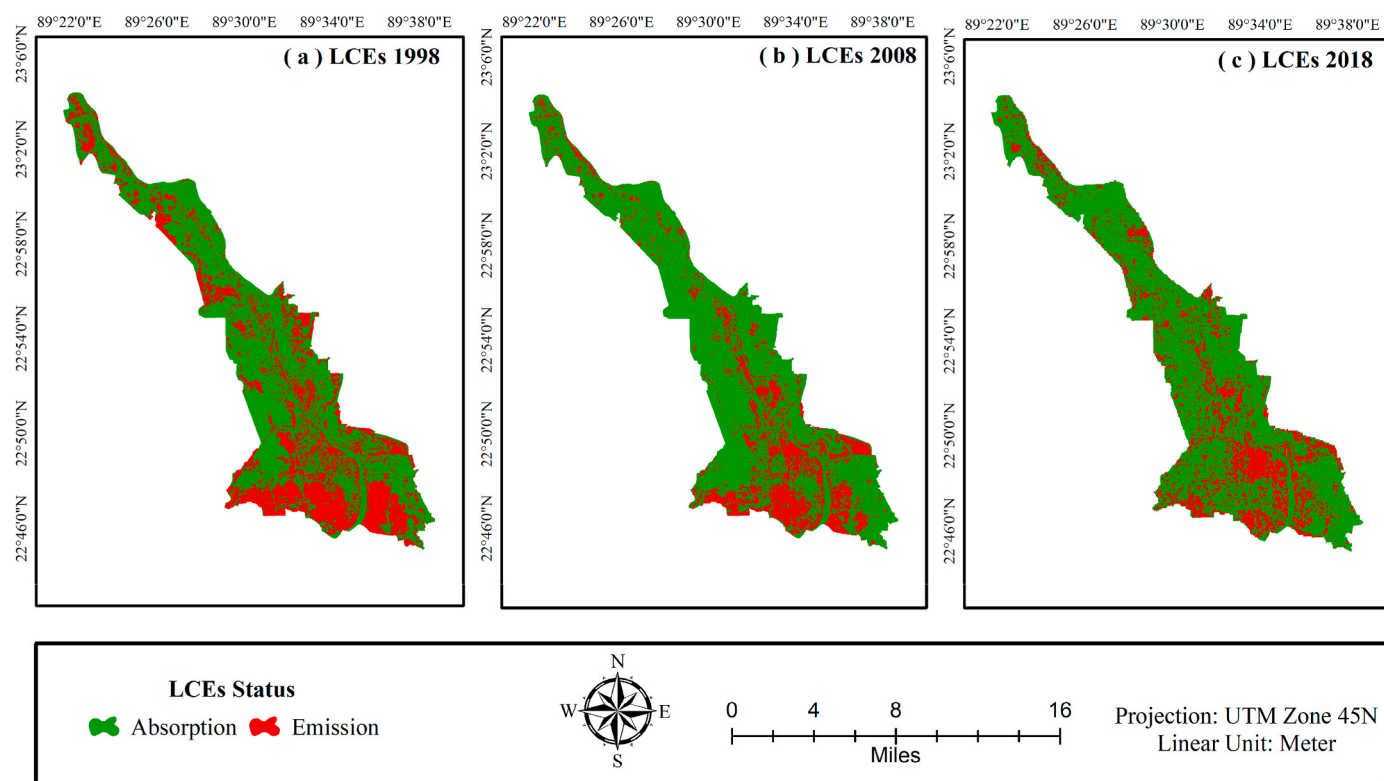 89°22'0"E 89°26'0"E 89°30'0"E 89°34'0"E 89°38'0"E
89°22'0"E 89°26'0"E 89°30'0"E 89°34'0"E 89°38'0"E
89°22'0"E 89°26'0"E 89°30'0"E 89°34'0"E 89°38'0"E
( a ) LCEs 1998
( b ) LCEs 2008
( c ) LCEs 2018
23°6'0"N
23°2'0"N
22°58'0"N
22°54'0"N
22°50'0"N
22°46'0"N
23°6'0"N
23°2'0"N
22°58'0"N
22°54'0"N
22°50'0"N
22°46'0"N
23°6'0"N
23°2'0"N
22°58'0"N
22°54'0"N
22°50'0"N
22°46'0"N
LCEs Status
Absorption Emission
N
W E
S
0 4 8 16
Miles
Projection: UTM Zone 45N
Linear Unit: Meter